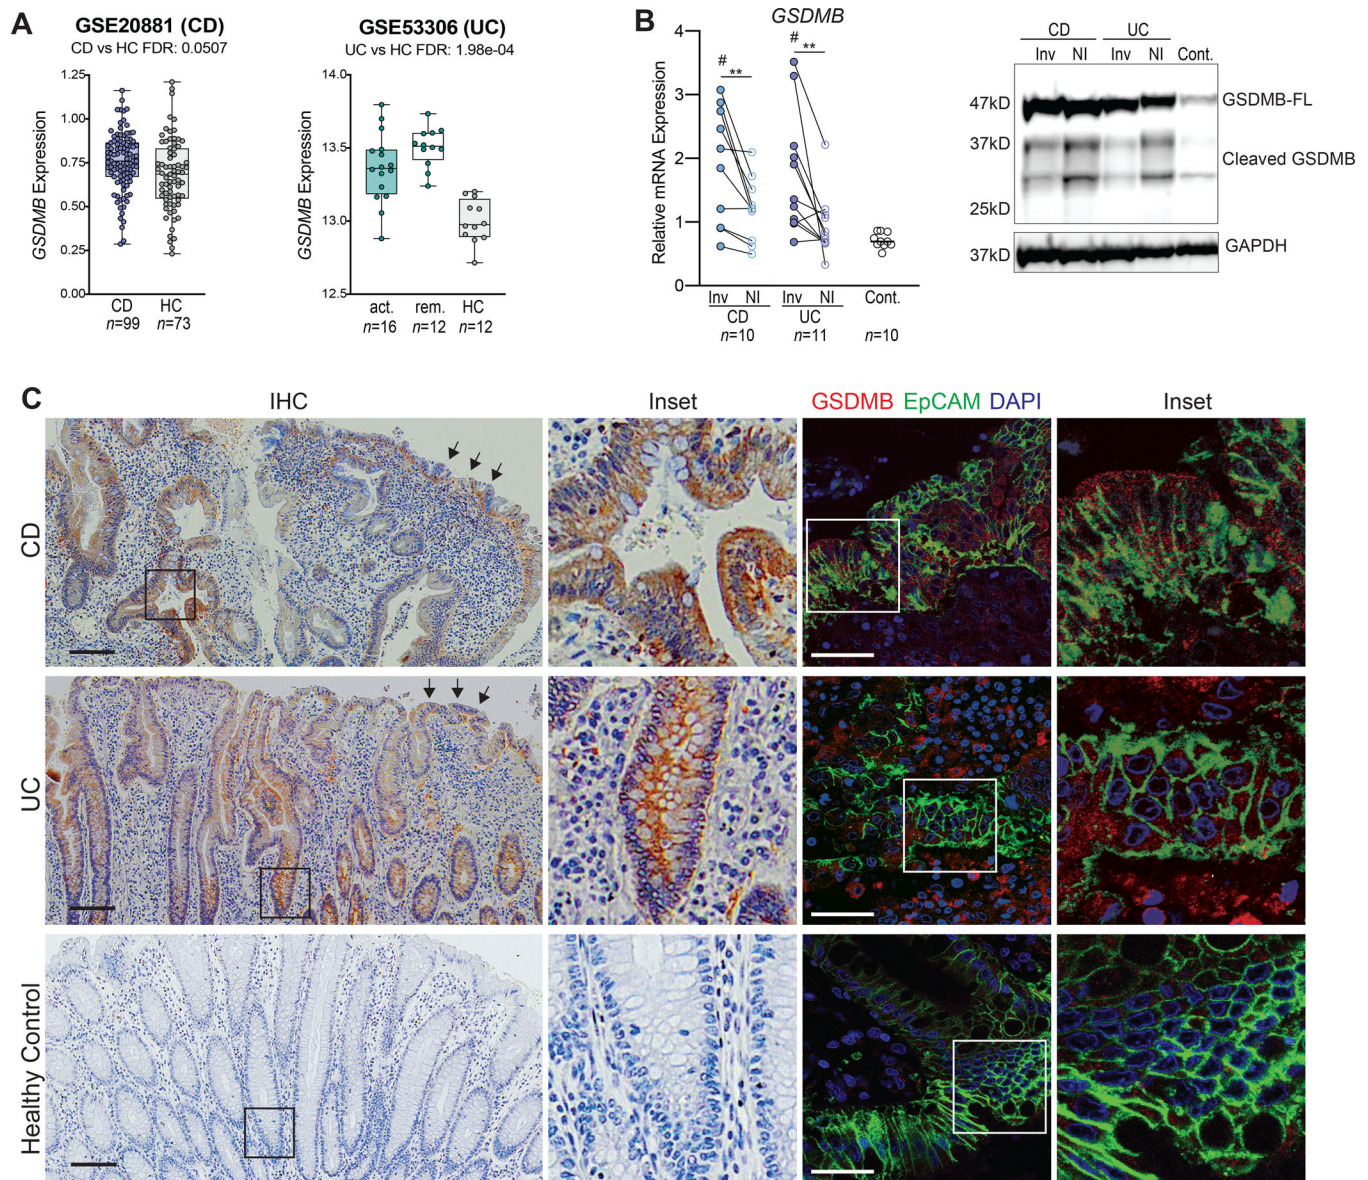 A
GSE20881 (CD)
CD vs HC FDR: 0.0507
GSDMB Expression
1.25
1.00
0.75
0.50
0.25
0.00
CD
HC
n=99
n=73
GSE53306 (UC)
UC vs HC FDR: 1.98e-04
GSDMB Expression
14.0
13.5
13.0
12.5
act.
rem.
HC
n=16
n=12
n=12
B
GSDMB
Relative mRNA Expression
4
3
2
1
0
#
**
#
**
Inv NI
Inv NI
Cont.
CD
UC
n=10
n=11
n=10
CD
UC
Inv NI Inv NI Cont.
47kD
37kD
25kD
37kD
GSDMB-FL
Cleaved GSDMB
GAPDH
C
IHC
Inset
GSDMB EpCAM DAPI
Inset
CD
UC
Healthy Control